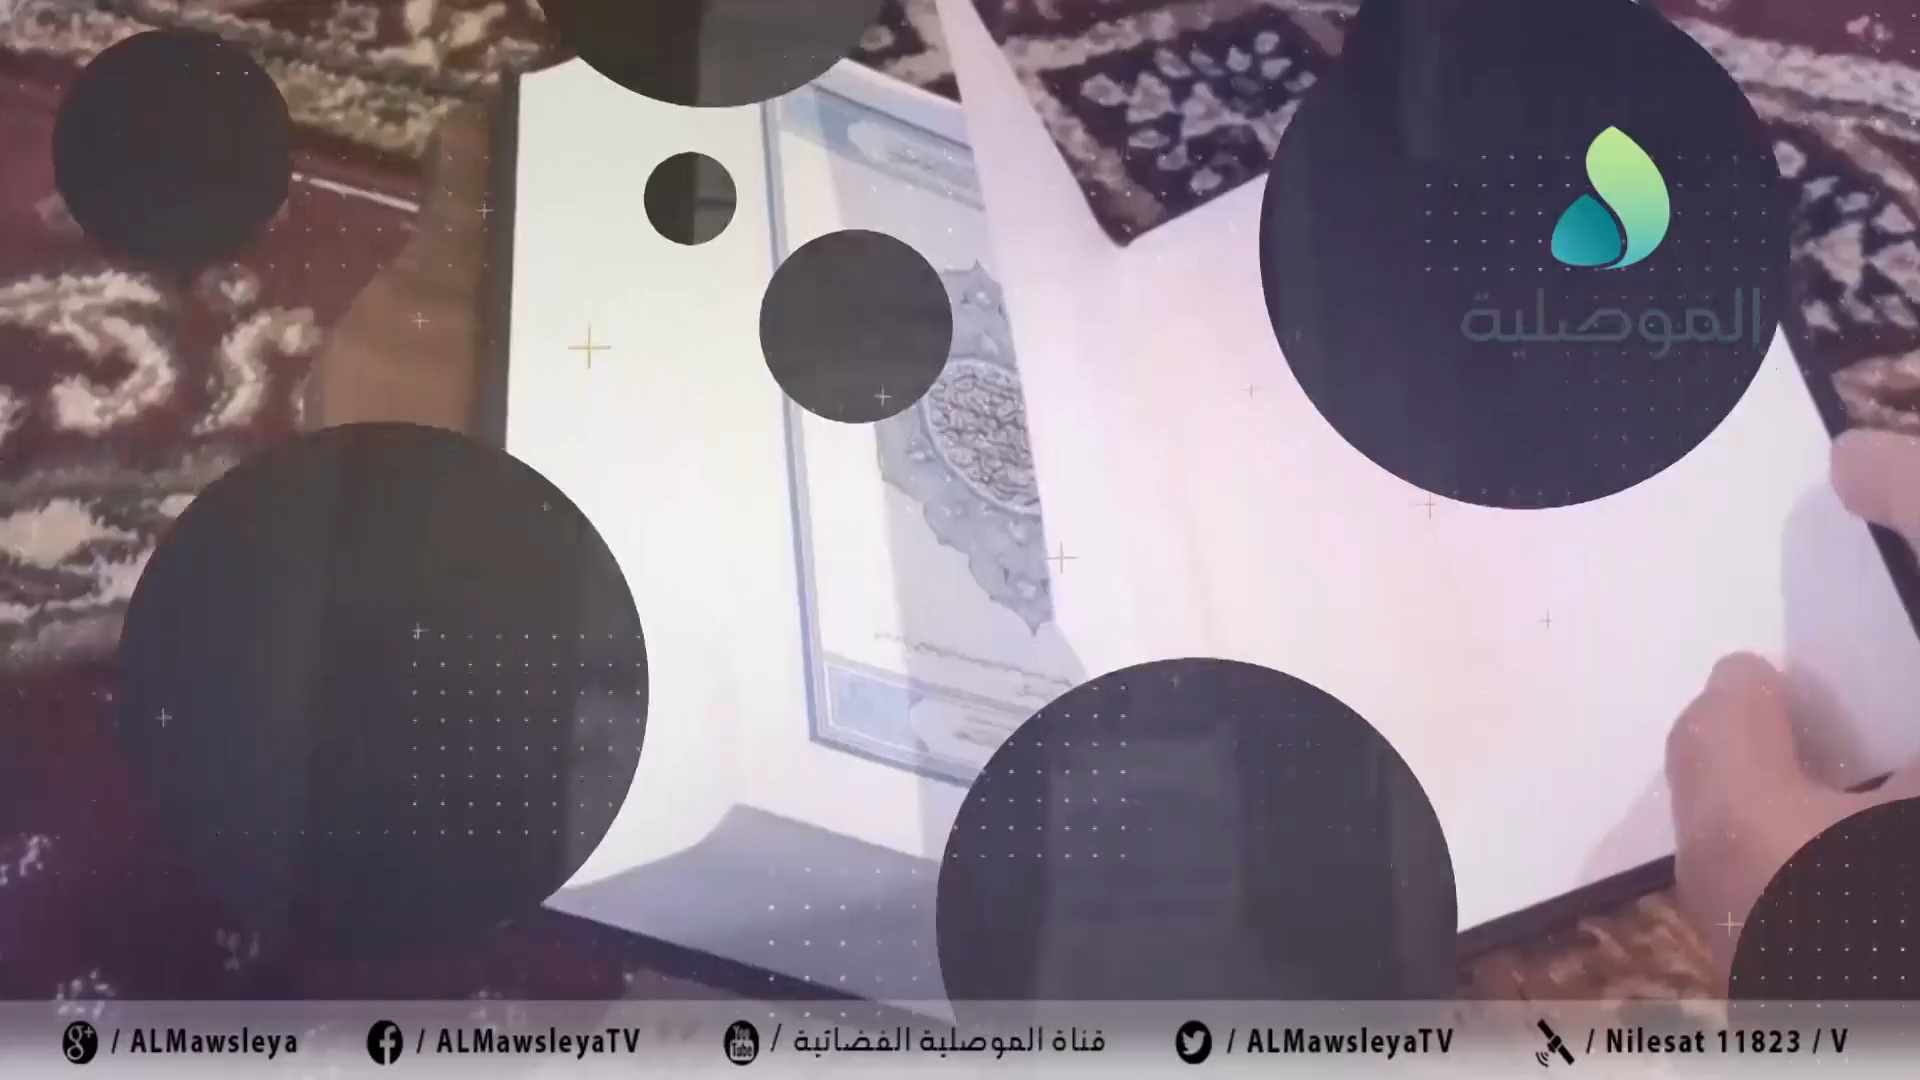 الموصلية
/ ALMawsleya
/ ALMawsleyaTV
/ قناة الموصلية الفضائية
/ ALMawsleyaTV
/ Nilesat 11823 / V